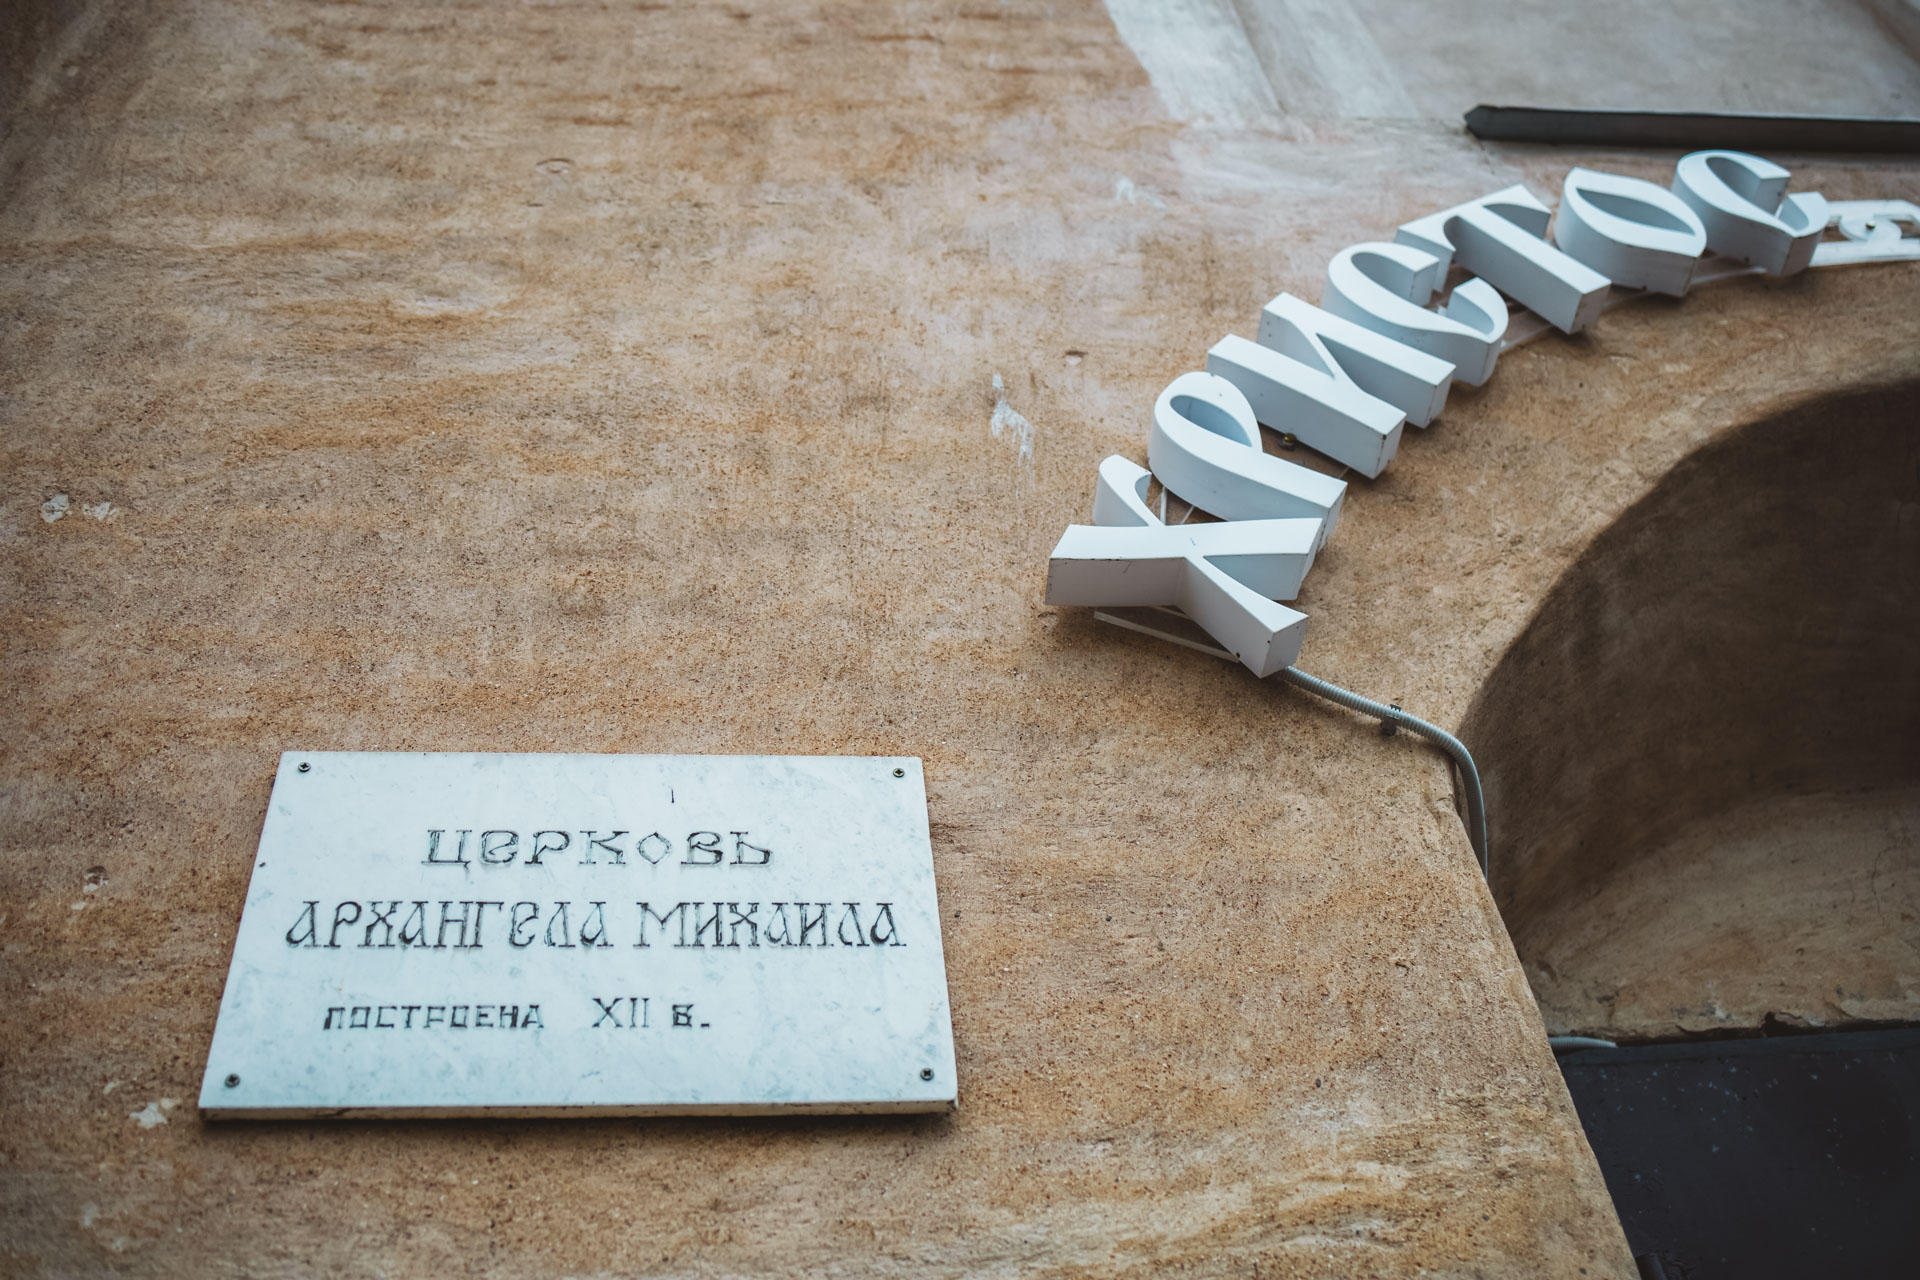 Христос
ЦЕРКОВЬ
АРХАНГЕЛА МИХАИЛА
ПОСТРОЕНА XII В.